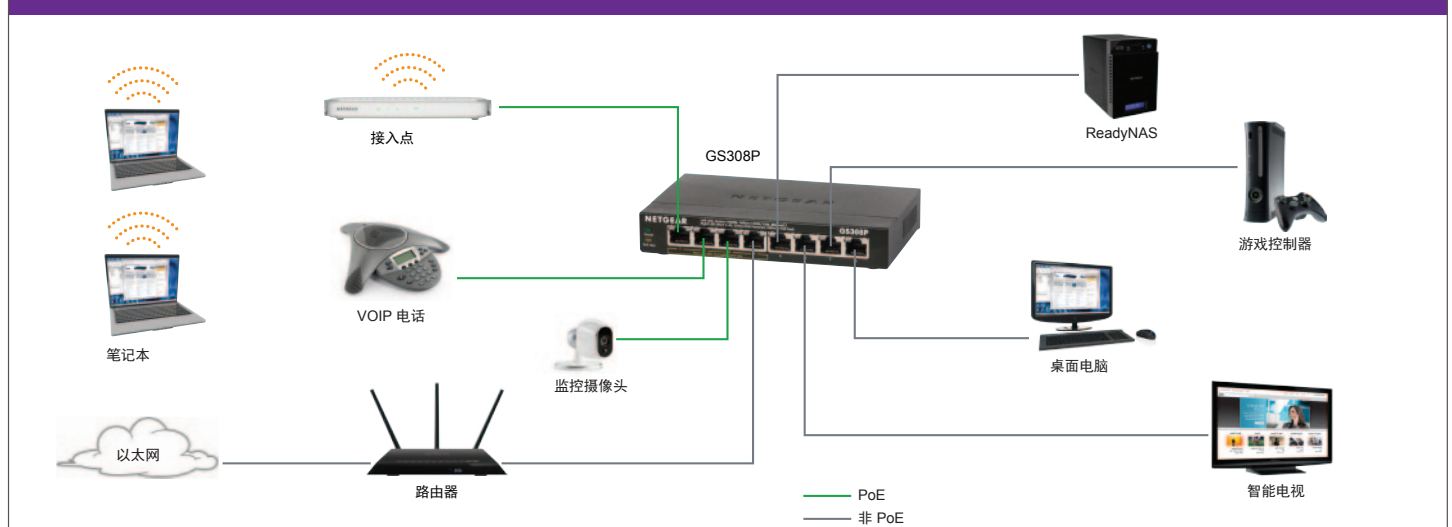 接入点
ReadyNAS
GS308P
NETGEAR
NETGEAR
GS308P
游戏控制器
VOIP 电话
笔记本
监控摄像头
桌面电脑
以太网
路由器
智能电视
PoE
非 PoE